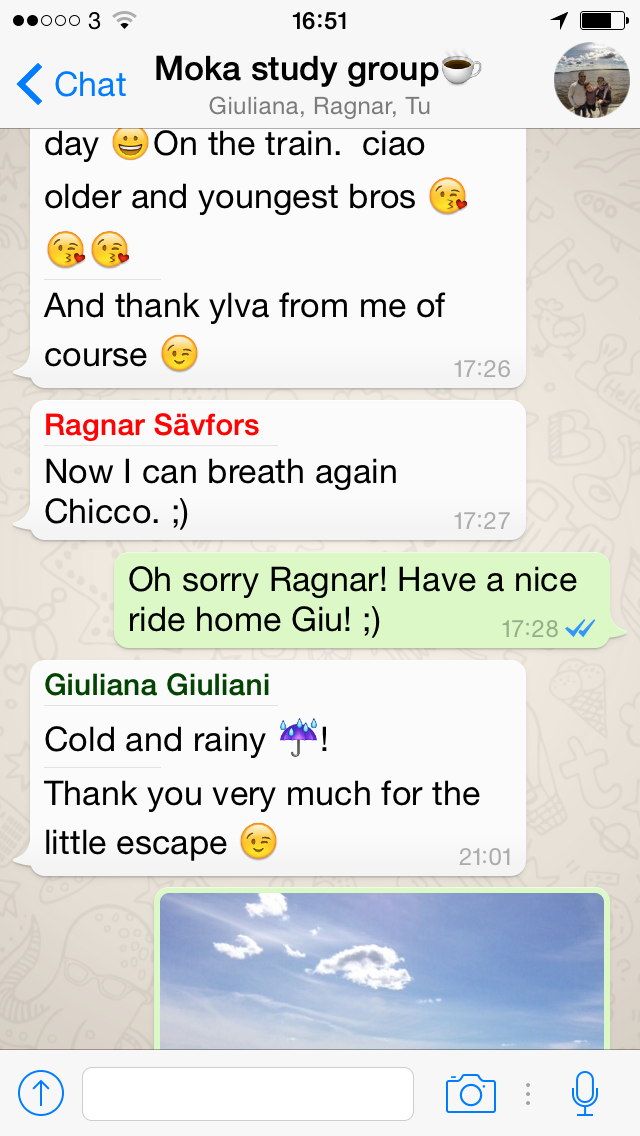 3 16:51
Chat Moka study group☕
Giuliana, Ragnar, Tu
day 😀On the train. ciao
older and youngest bros 😘
😘😘
And thank ylva from me of
course 😉 17:26
Ragnar Sävfors
Now I can breath again
Chicco. ;) 17:27
Oh sorry Ragnar! Have a nice
ride home Giu! ;) 17:28
Giuliana Giuliani
Cold and rainy ☔!
Thank you very much for the
little escape 😉 21:01